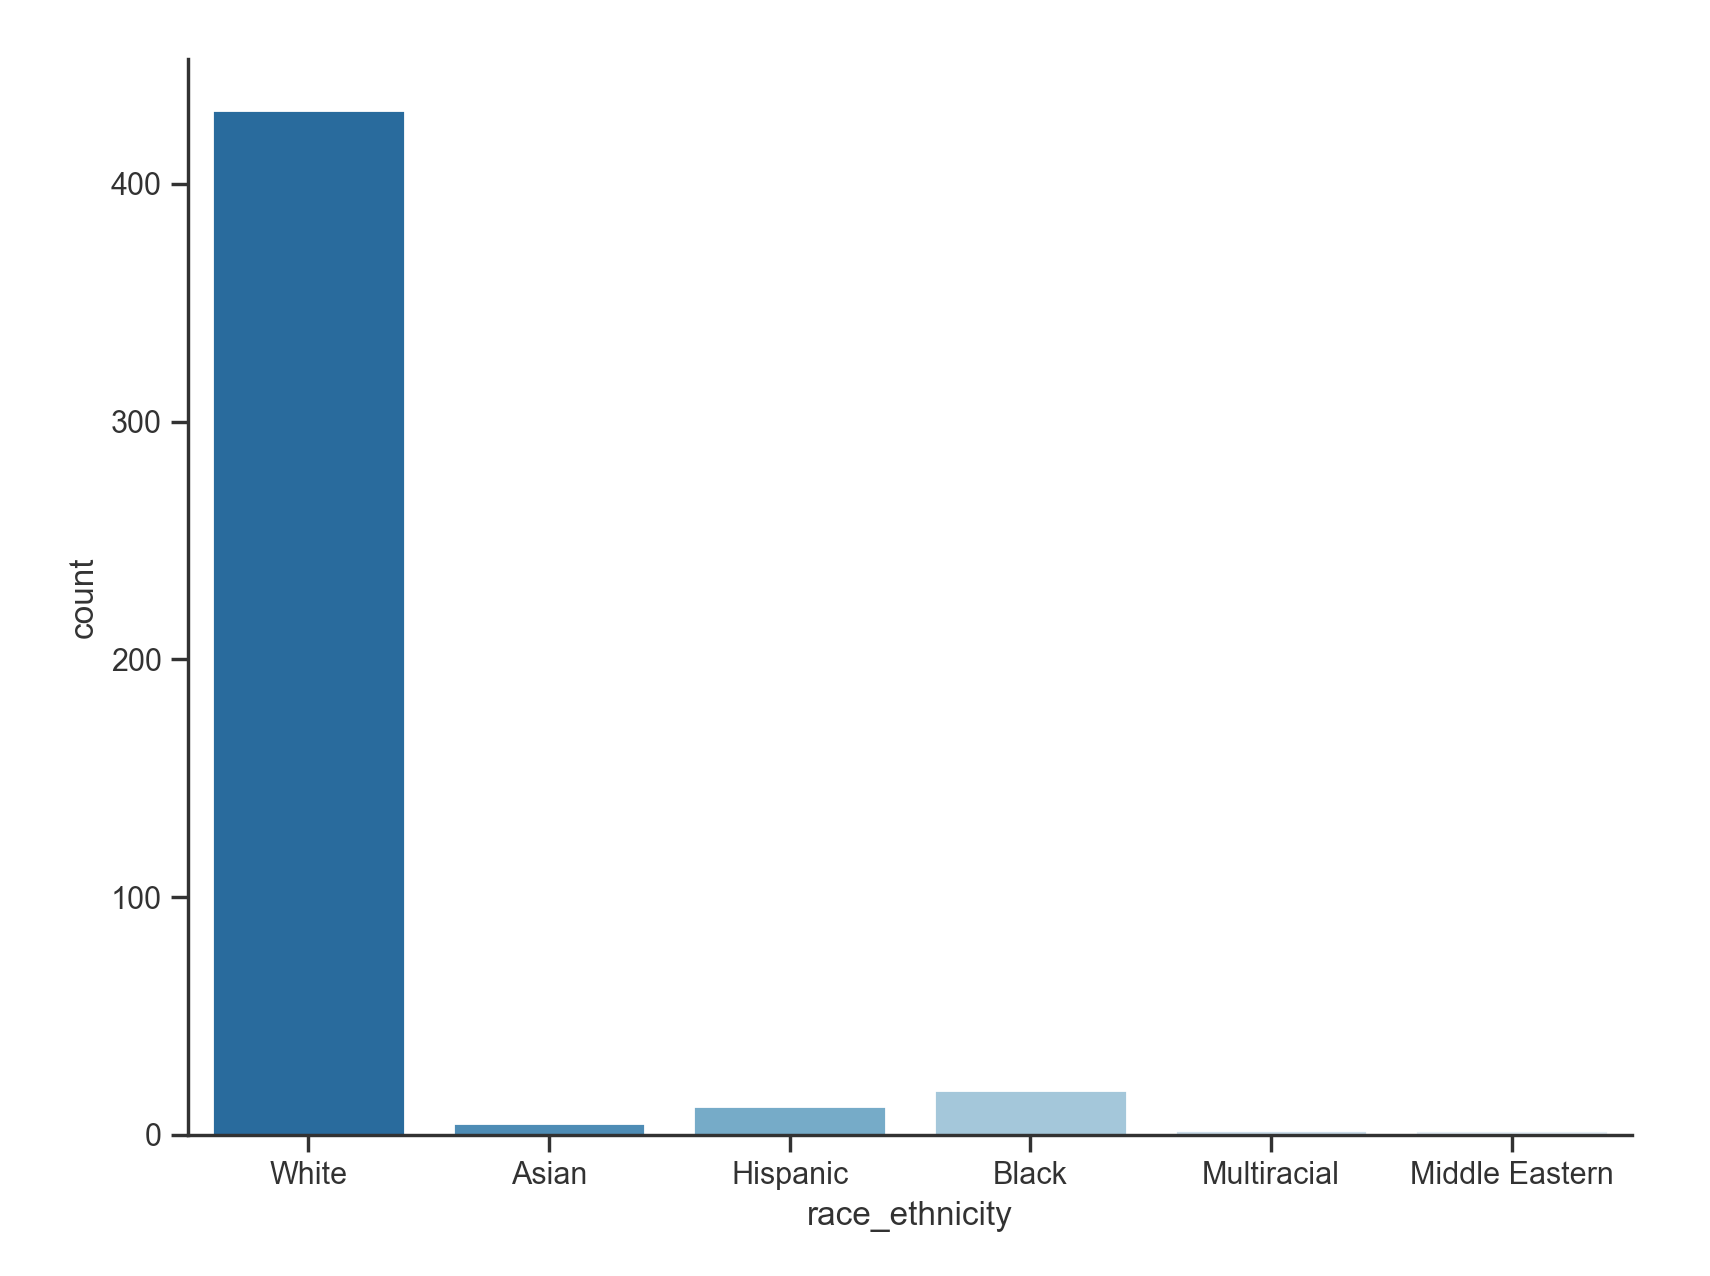 400
300
200
100
0
count
White Asian Hispanic Black Multiracial Middle Eastern
race_ethnicity